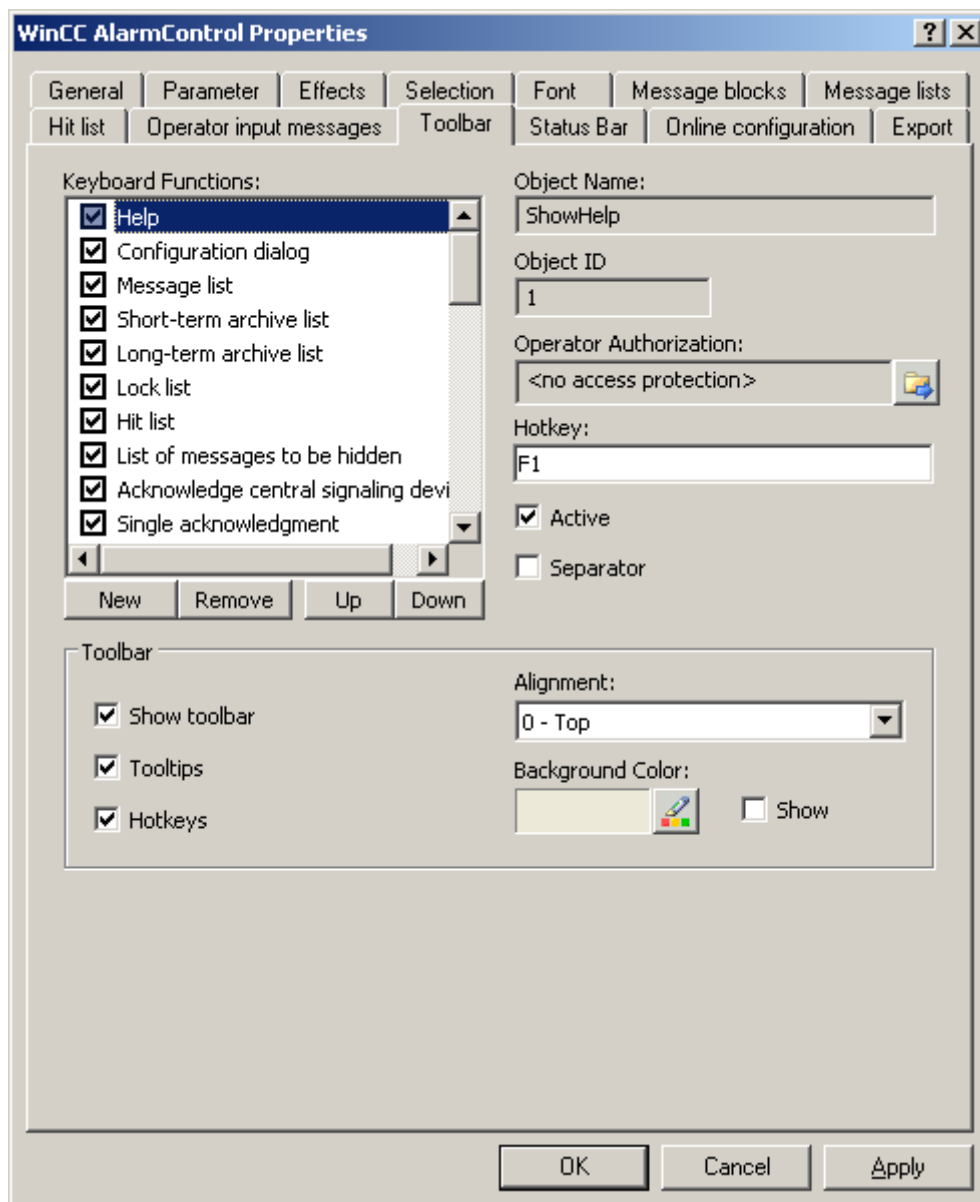 WinCC AlarmControl Properties
General Parameter Effects Selection Font Message blocks Message lists
Hit list Operator input messages Toolbar Status Bar Online configuration Export
Keyboard Functions:
Help
Configuration dialog
Message list
Short-term archive list
Long-term archive list
Lock list
Hit list
List of messages to be hidden
Acknowledge central signaling devi
Single acknowledgment
New Remove Up Down
Object Name:
ShowHelp
Object ID
1
Operator Authorization:
<no access protection>
Hotkey:
F1
Active
Separator
Toolbar
Show toolbar
Tooltips
Hotkeys
Alignment:
0 - Top
Background Color:
Show
OK Cancel Apply